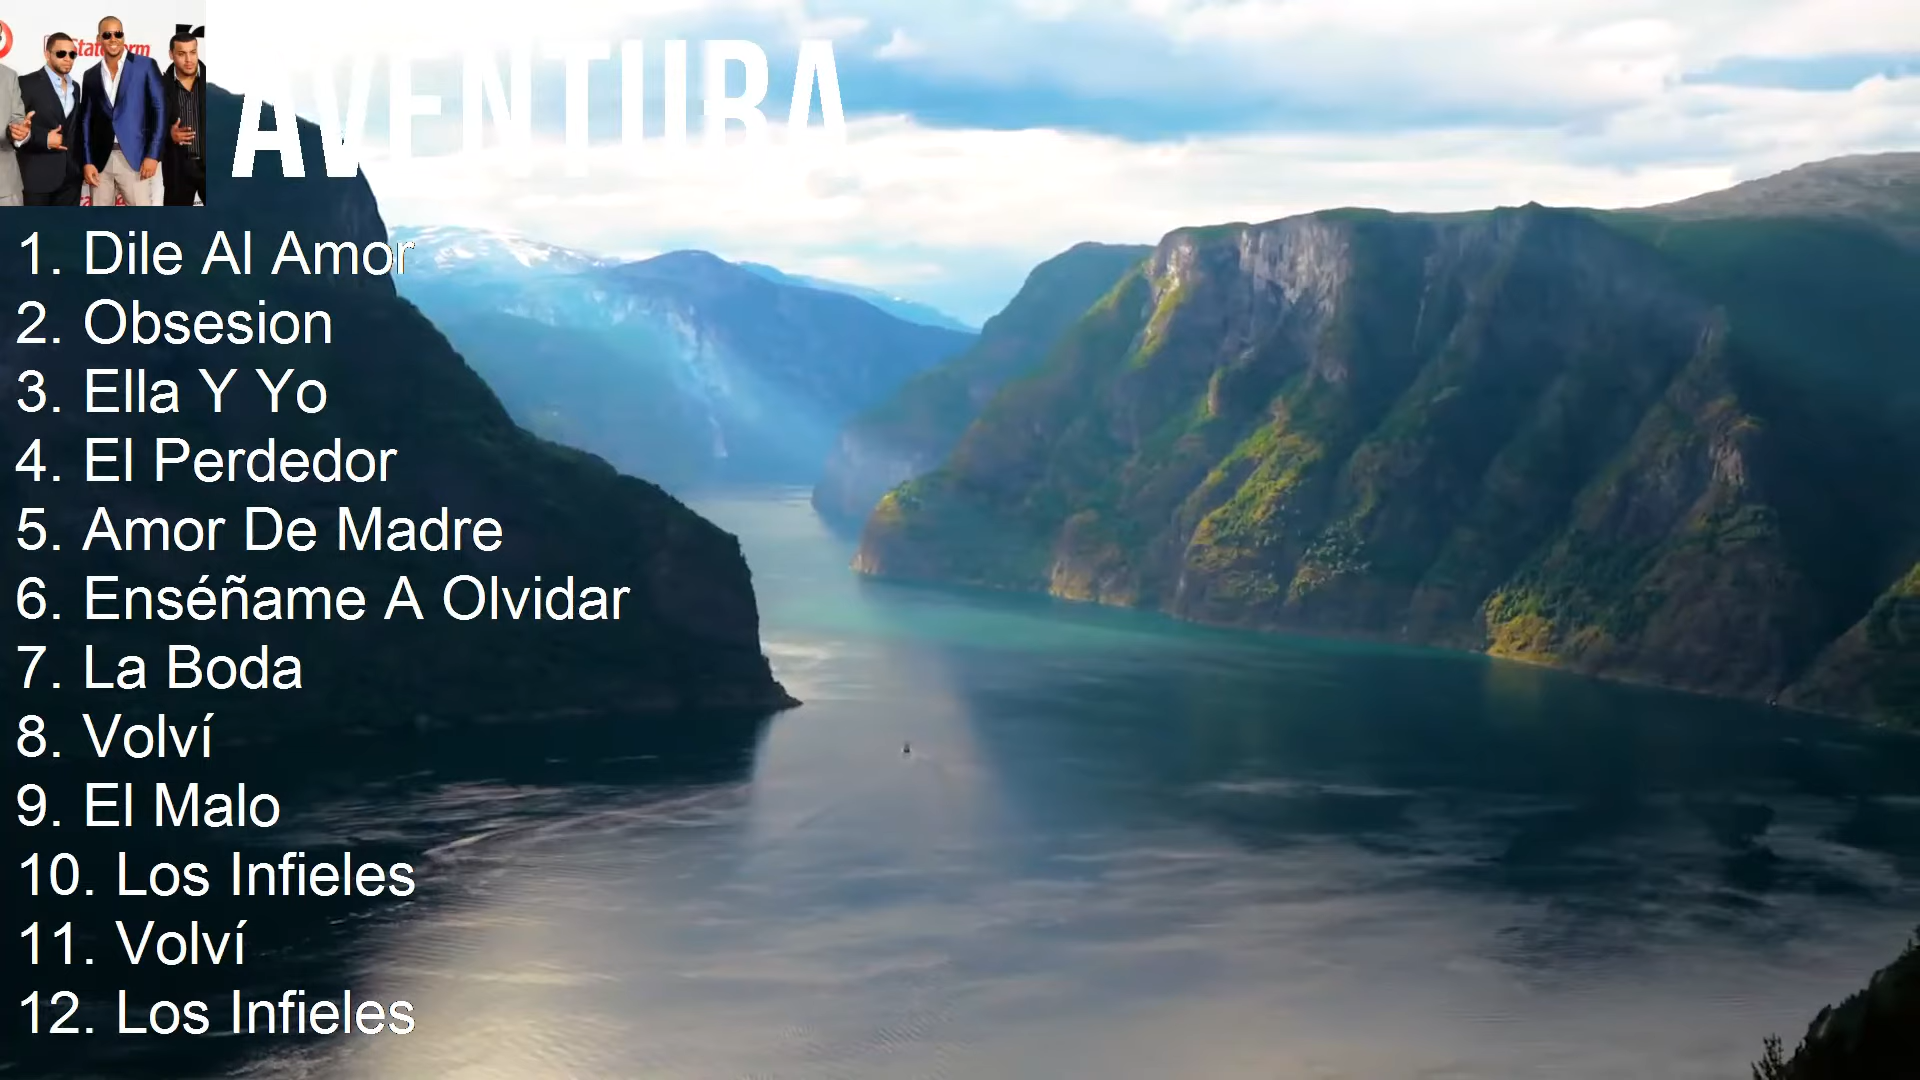 StateFarm
AVENTURA
1. Dile Al Amor
2. Obsesion
3. Ella Y Yo
4. El Perdedor
5. Amor De Madre
6. Enséñame A Olvidar
7. La Boda
8. Volví
9. El Malo
10. Los Infieles
11. Volví
12. Los Infieles